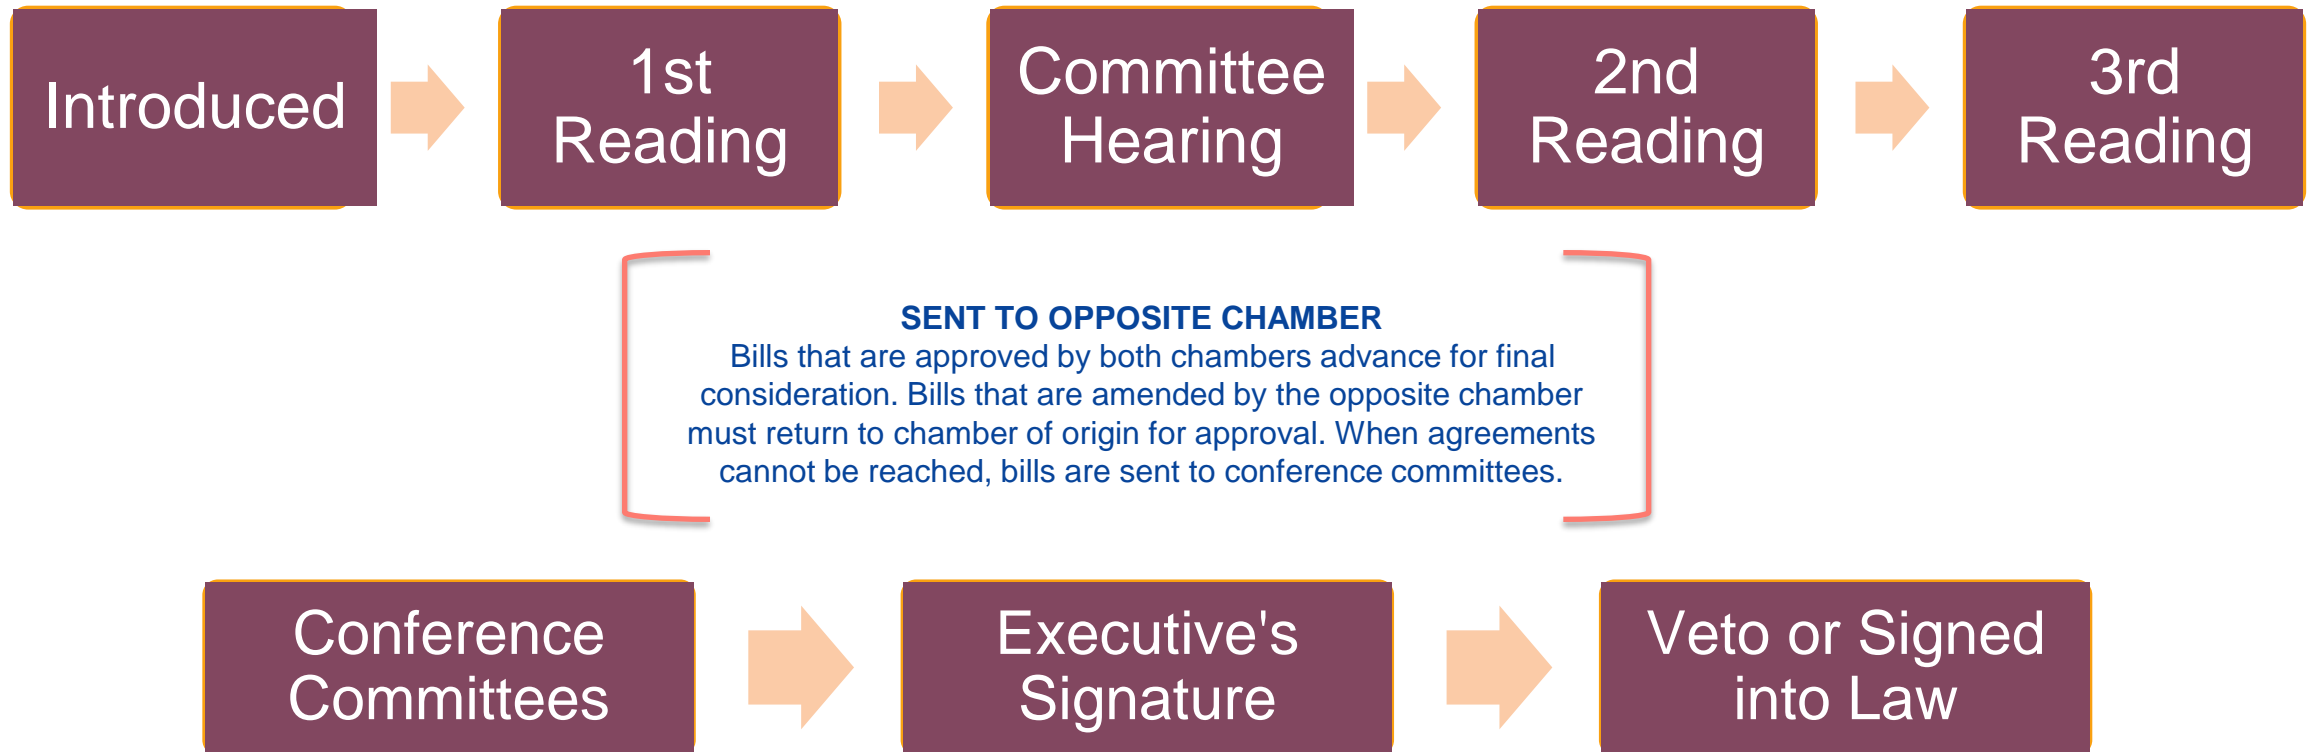 Introduced
1st
Reading
Committee
Hearing
2nd
Reading
3rd
Reading
SENT TO OPPOSITE CHAMBER
Bills that are approved by both chambers advance for final
consideration. Bills that are amended by the opposite chamber
must return to chamber of origin for approval. When agreements
cannot be reached, bills are sent to conference committees.
Conference
Committees
Executive's
Signature
Veto or Signed
into Law